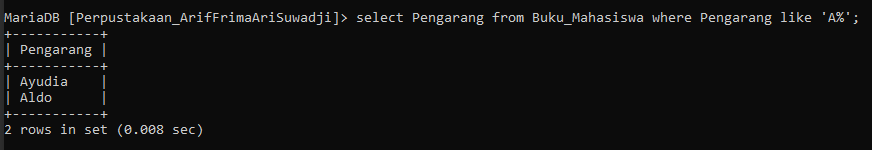 MariaDB [Perpustakaan_ArifFrimaAriSuwadji]> select Pengarang from Buku_Mahasiswa where Pengarang like 'A%';
+-----------+
| Pengarang |
+-----------+
| Ayudia    |
| Aldo      |
+-----------+
2 rows in set (0.008 sec)